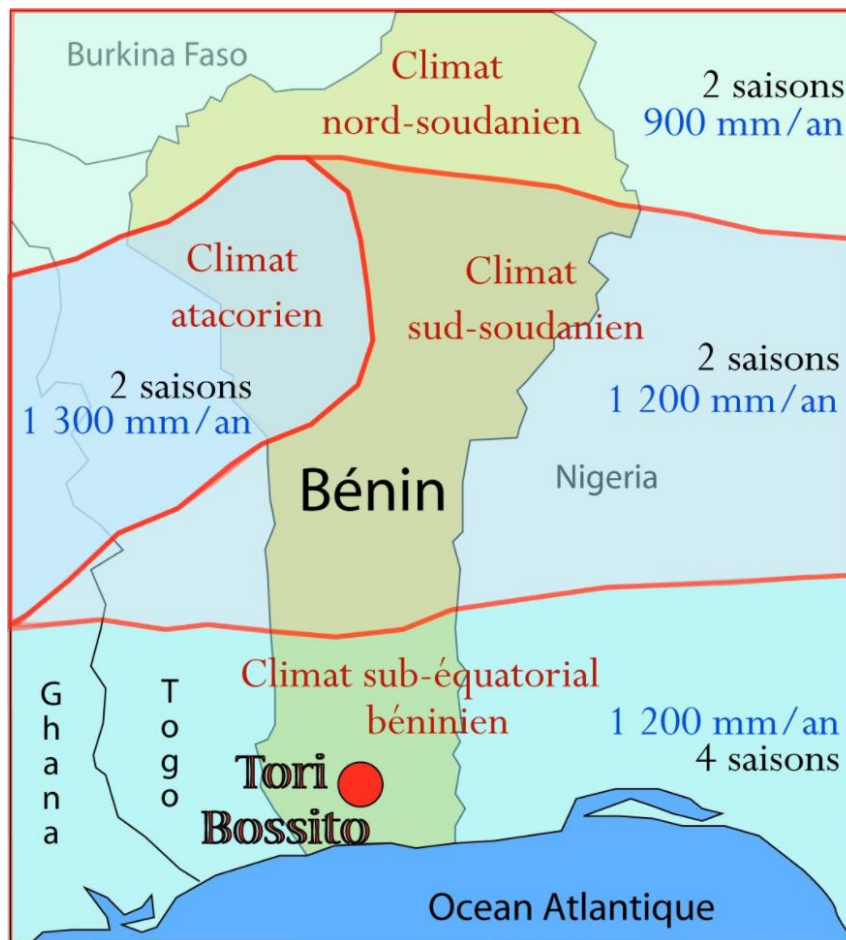 Burkina Faso
Climat
nord-soudanien
2 saisons
900 mm/an
Climat
atacorien
Climat
sud-soudanien
2 saisons
1 300 mm/an
2 saisons
1 200 mm/an
Bénin
Nigeria
Climat sub-équatorial
béninien
Ghana
Togo
1 200 mm/an
4 saisons
Tori
Bossito
Ocean Atlantique